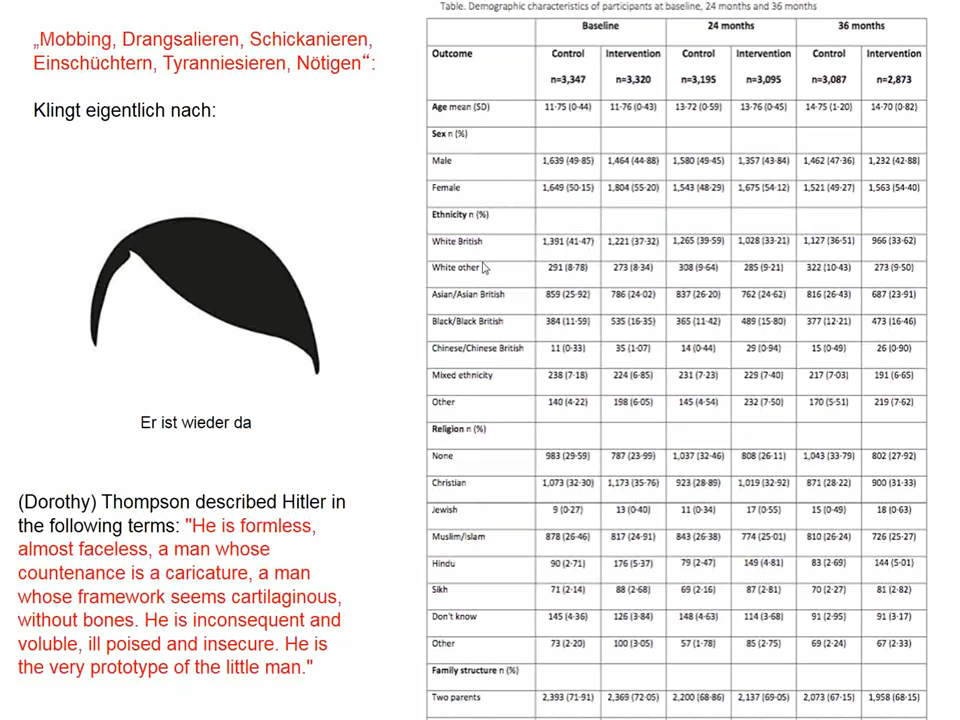 „Mobbing, Drangsalieren, Schickanieren,
Einschüchtern, Tyranniesieren, Nötigen“:
Klingt eigentlich nach:
Er ist wieder da
(Dorothy) Thompson described Hitler in
the following terms: "He is formless,
almost faceless, a man whose
countenance is a caricature, a man
whose framework seems cartilaginous,
without bones. He is inconsequent and
voluble, ill poised and insecure. He is
the very prototype of the little man."
Table. Demographic characteristics of participants at baseline, 24 months and 36 months
Baseline 24 months 36 months
Outcome Control Intervention Control Intervention Control Intervention
n=3,347 n=3,320 n=3,195 n=3,095 n=3,087 n=2,873
Age mean (SD) 11·75 (0·44) 11·76 (0·43) 13·72 (0·59) 13·76 (0·45) 14·75 (1·20) 14·70 (0·82)
Sex n (%)
Male 1,639 (49·85) 1,464 (44·88) 1,580 (49·45) 1,357 (43·84) 1,462 (47·36) 1,232 (42·88)
Female 1,649 (50·15) 1,804 (55·20) 1,543 (48·29) 1,675 (54·12) 1,521 (49·27) 1,563 (54·40)
Ethnicity n (%)
White British 1,391 (41·47) 1,221 (37·32) 1,265 (39·59) 1,028 (33·21) 1,127 (36·51) 966 (33·62)
White other 291 (8·78) 273 (8·34) 308 (9·64) 285 (9·21) 322 (10·43) 273 (9·50)
Asian/Asian British 859 (25·92) 786 (24·02) 837 (26·20) 762 (24·62) 816 (26·43) 687 (23·91)
Black/Black British 384 (11·59) 535 (16·35) 365 (11·42) 489 (15·80) 377 (12·21) 473 (16·46)
Chinese/Chinese British 11 (0·33) 35 (1·07) 14 (0·44) 29 (0·94) 15 (0·49) 26 (0·90)
Mixed ethnicity 238 (7·18) 224 (6·85) 231 (7·23) 229 (7·40) 217 (7·03) 191 (6·65)
Other 140 (4·22) 198 (6·05) 145 (4·54) 232 (7·50) 170 (5·51) 219 (7·62)
Religion n (%)
None 983 (29·59) 787 (23·99) 1,037 (32·46) 808 (26·11) 1,043 (33·79) 802 (27·92)
Christian 1,073 (32·30) 1,173 (35·76) 923 (28·89) 1,019 (32·92) 871 (28·22) 900 (31·33)
Jewish 9 (0·27) 13 (0·40) 11 (0·34) 17 (0·55) 15 (0·49) 18 (0·63)
Muslim/Islam 878 (26·46) 817 (24·91) 843 (26·38) 774 (25·01) 810 (26·24) 726 (25·27)
Hindu 90 (2·71) 176 (5·37) 79 (2·47) 149 (4·81) 83 (2·69) 144 (5·01)
Sikh 71 (2·14) 88 (2·68) 69 (2·16) 87 (2·81) 70 (2·27) 81 (2·82)
Don't know 145 (4·36) 126 (3·84) 148 (4·63) 114 (3·68) 91 (2·95) 91 (3·17)
Other 73 (2·20) 100 (3·05) 57 (1·78) 85 (2·75) 69 (2·24) 67 (2·33)
Family structure n (%)
Two parents 2,393 (71·91) 2,369 (72·05) 2,200 (68·86) 2,137 (69·05) 2,073 (67·15) 1,958 (68·15)